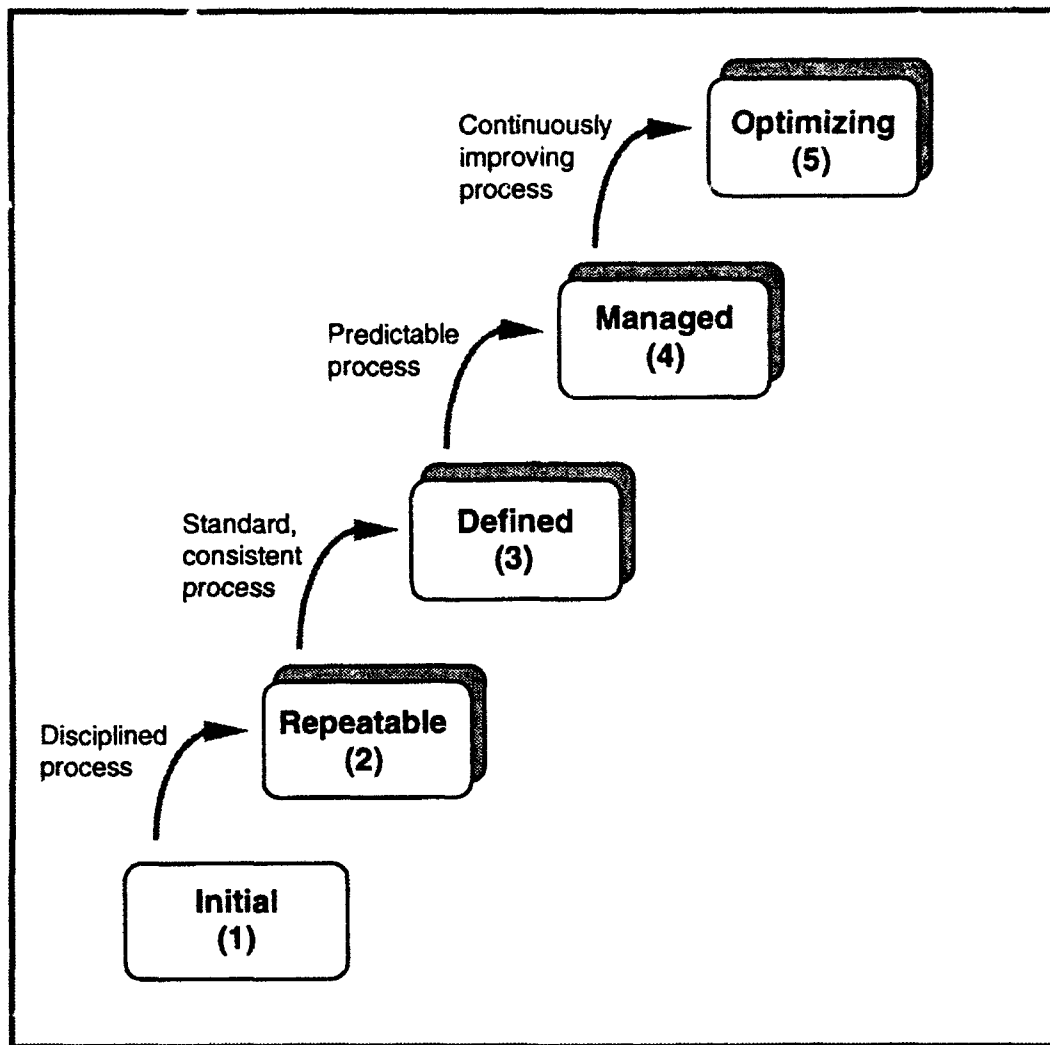 Continuously
improving
process
Optimizing
(5)
Predictable
process
Managed
(4)
Standard,
consistent
process
Defined
(3)
Disciplined
process
Repeatable
(2)
Initial
(1)